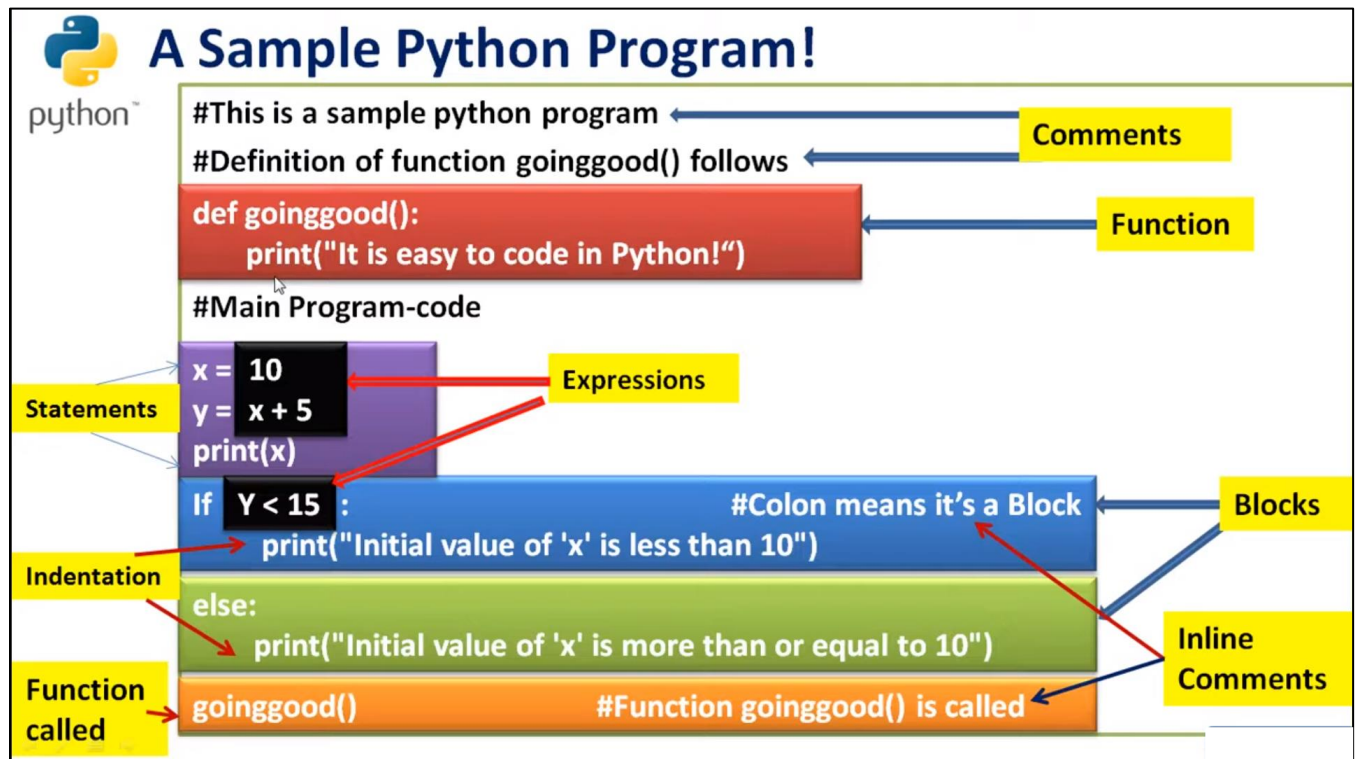 A Sample Python Program!
python™
#This is a sample python program
Comments
#Definition of function goinggood() follows
def goinggood():
print("It is easy to code in Python!“)
Function
#Main Program-code
Statements
x = 10
y = x + 5
print(x)
Expressions
If Y < 15 : #Colon means it’s a Block
print("Initial value of 'x' is less than 10")
Blocks
Indentation
else:
print("Initial value of 'x' is more than or equal to 10")
Inline
Comments
Function
called
goinggood() #Function goinggood() is called